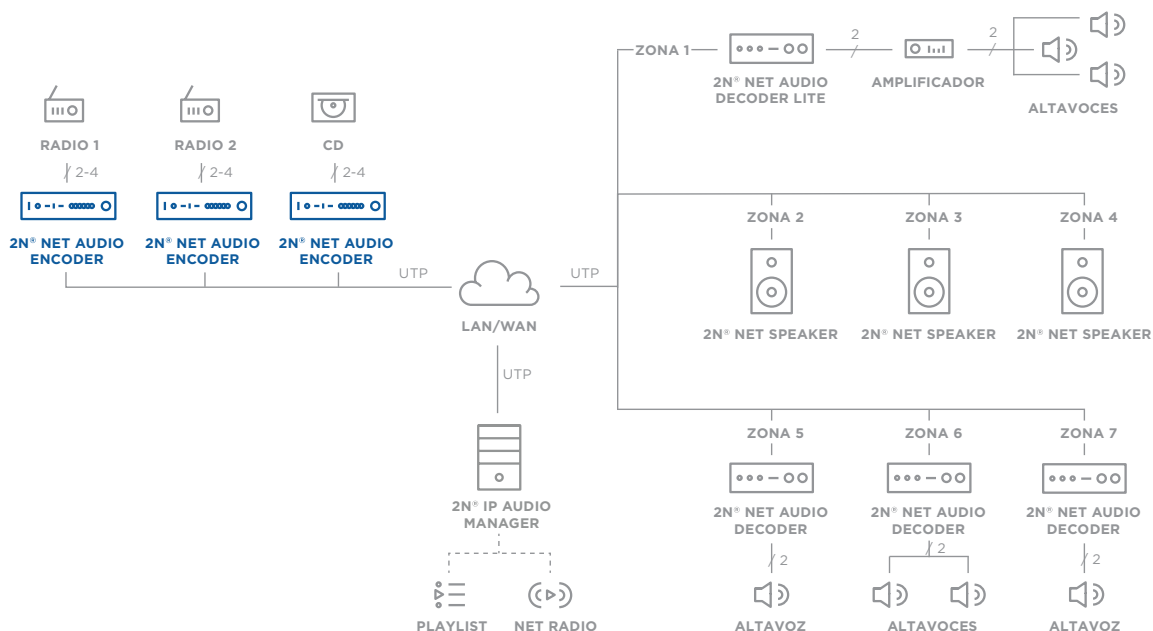 ZONA 1
2
2
2N® NET AUDIO
DECODER LITE
AMPLIFICADOR
ALTAVOCES
RADIO 1
RADIO 2
CD
2-4
2-4
2-4
2N® NET AUDIO
ENCODER
2N® NET AUDIO
ENCODER
2N® NET AUDIO
ENCODER
UTP
LAN/WAN
UTP
UTP
ZONA 2
ZONA 3
ZONA 4
2N® NET SPEAKER
2N® NET SPEAKER
2N® NET SPEAKER
2N® IP AUDIO
MANAGER
PLAYLIST
NET RADIO
ZONA 5
ZONA 6
ZONA 7
2N® NET AUDIO
DECODER
2N® NET AUDIO
DECODER
2N® NET AUDIO
DECODER
2
2
2
ALTAVOZ
ALTAVOCES
ALTAVOZ